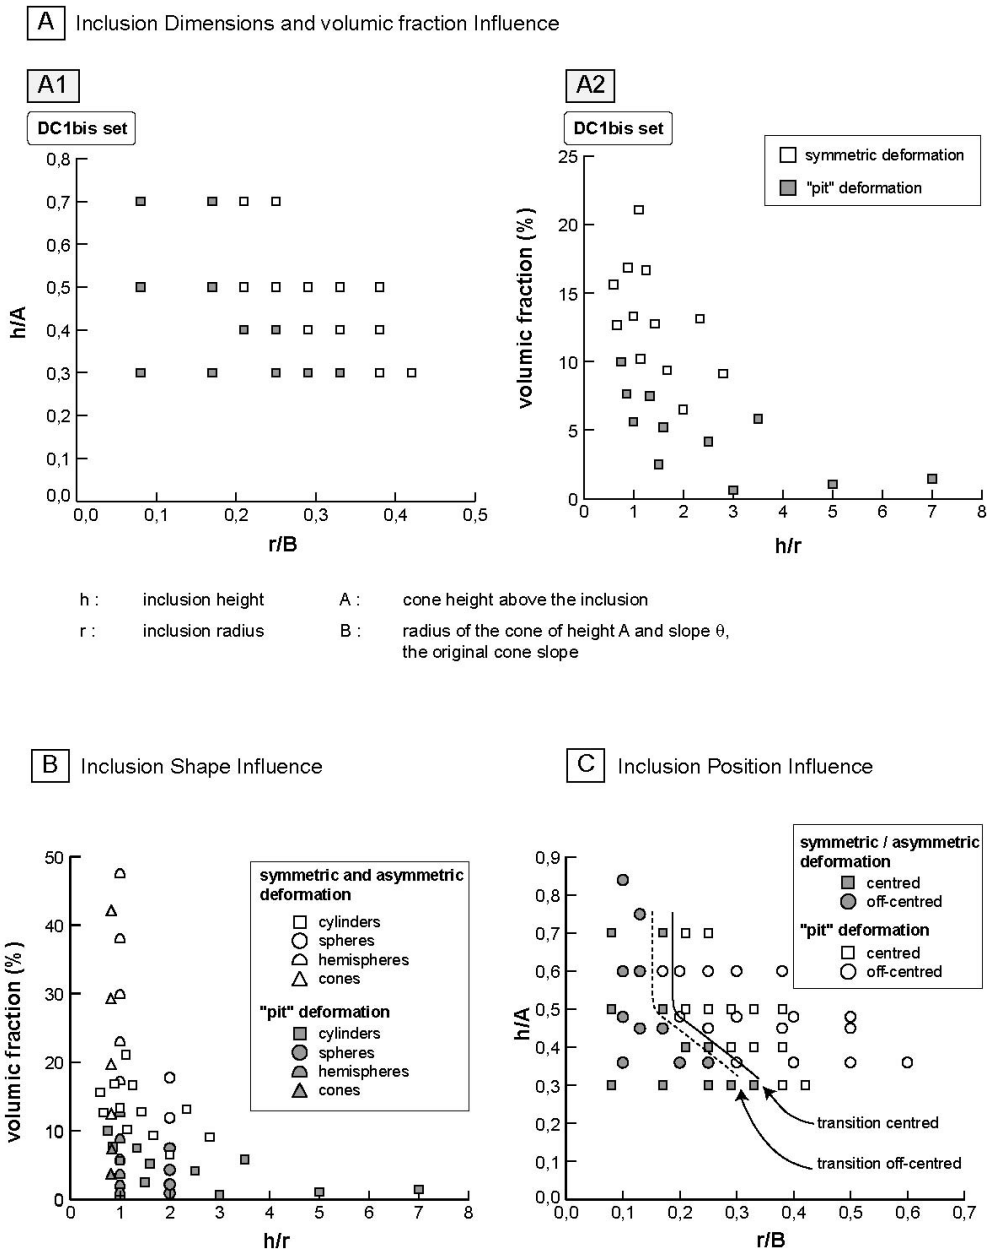 A Inclusion Dimensions and volumic fraction Influence
A1
DC1bis set
0,8
0,7
0,6
0,5
0,4
0,3
0,2
0,1
0,0
h/A
0,0 0,1 0,2 0,3 0,4 0,5
r/B
A2
DC1bis set
symmetric deformation
"pit" deformation
25
20
15
10
5
0
volumic fraction (%)
0 1 2 3 4 5 6 7 8
h/r
h : inclusion height A : cone height above the inclusion
r : inclusion radius B : radius of the cone of height A and slope θ,
the original cone slope
B Inclusion Shape Influence
50
40
30
20
10
0
volumic fraction (%)
0 1 2 3 4 5 6 7 8
h/r
symmetric and asymmetric
deformation
cylinders
spheres
hemispheres
cones
"pit" deformation
cylinders
spheres
hemispheres
cones
C Inclusion Position Influence
symmetric / asymmetric
deformation
centred
off-centred
"pit" deformation
centred
off-centred
0,9
0,8
0,7
0,6
0,5
0,4
0,3
0,2
0,1
0,0
h/A
transition centred
transition off-centred
0,0 0,1 0,2 0,3 0,4 0,5 0,6 0,7
r/B